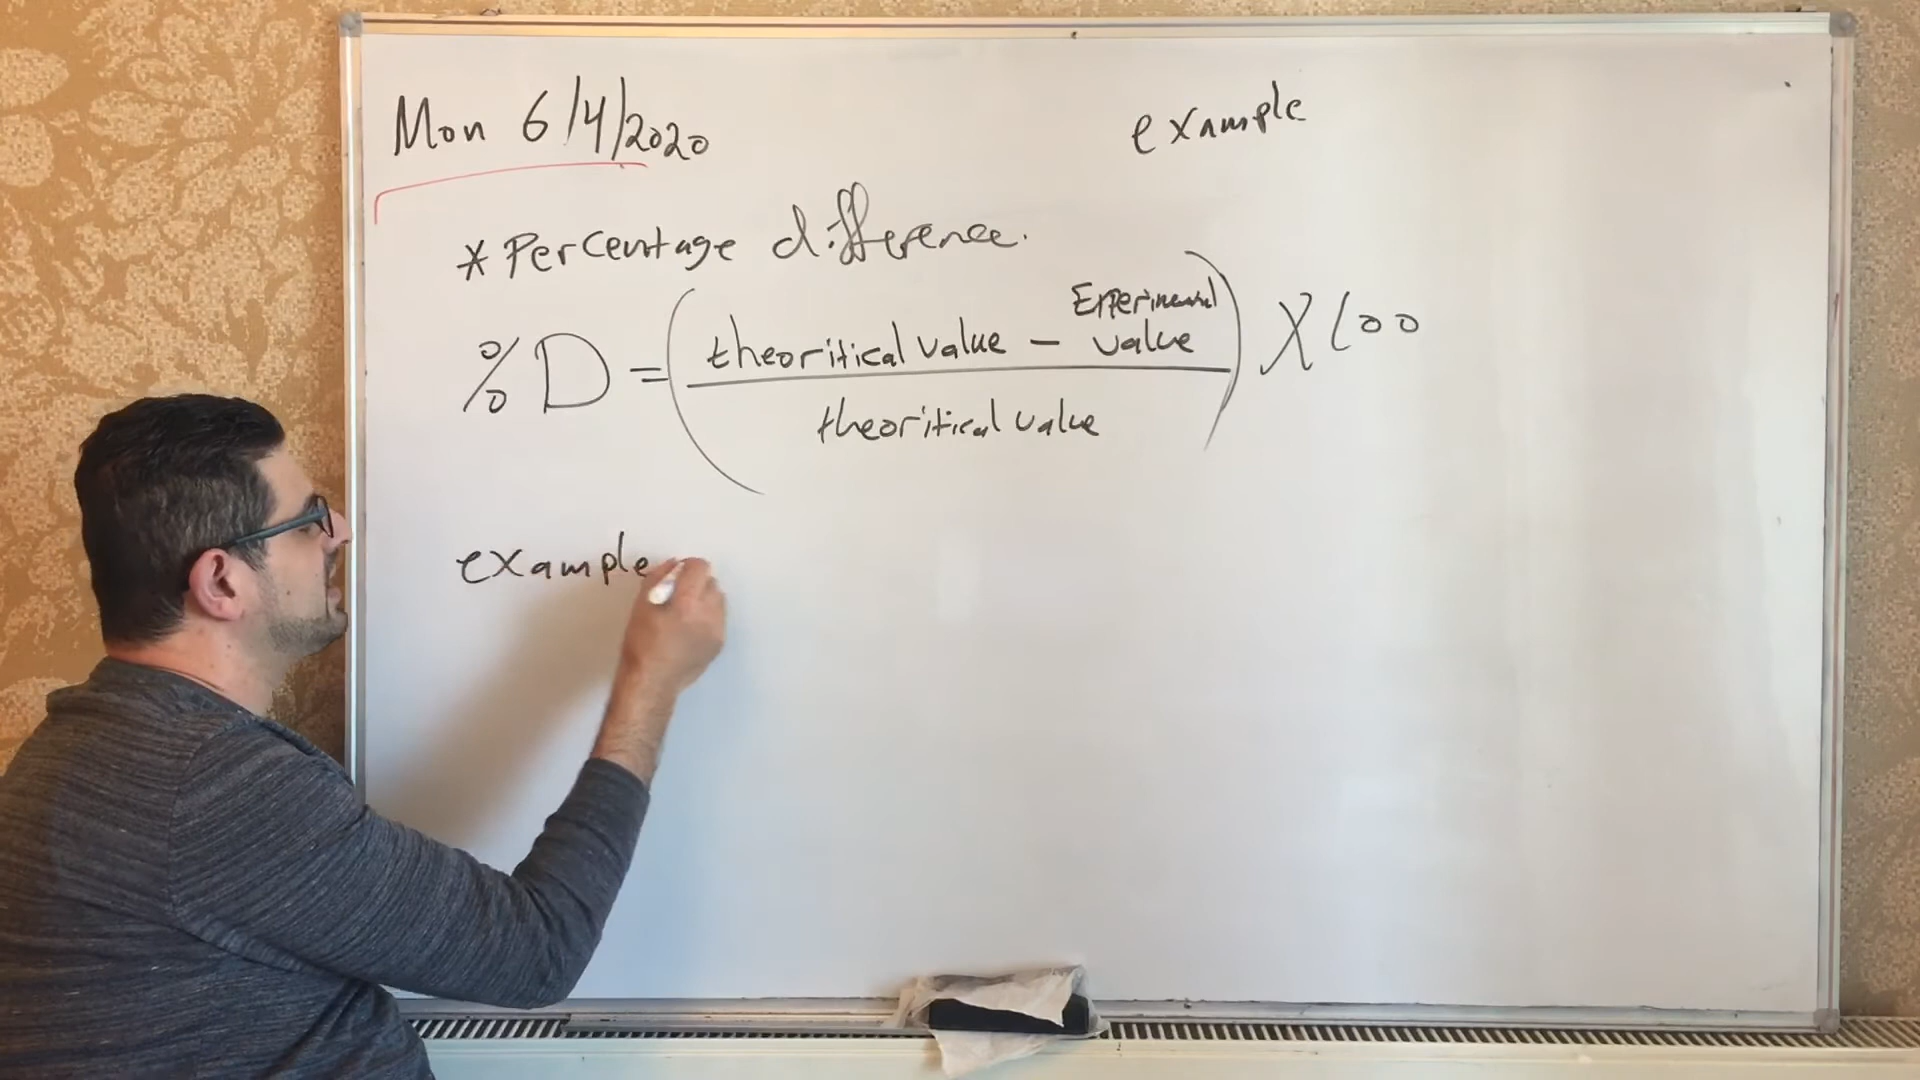 Mon 6/4/2020
example
* Percentage difference.
%D = (theoritical value - Experimental value / theoritical value) X 100
example